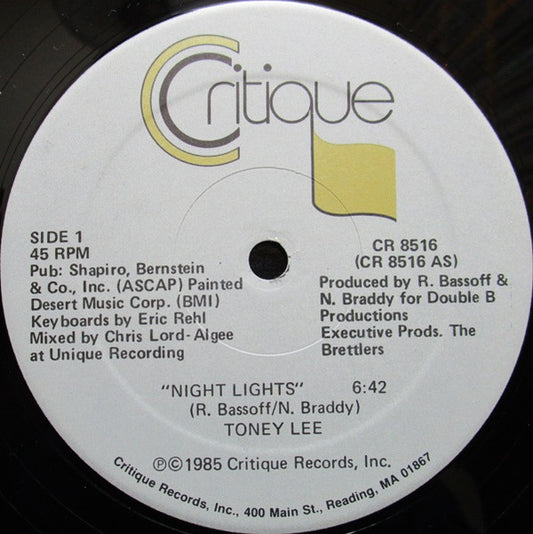 Critique
SIDE 1
45 RPM
Pub: Shapiro, Bernstein
& Co., Inc. (ASCAP) Painted
Desert Music Corp. (BMI)
Keyboards by Eric Rehl
Mixed by Chris Lord-Algee
at Unique Recording
CR 8516
(CR 8516 AS)
Produced by R. Bassoff &
N. Braddy for Double B
Productions
Executive Prods. The
Brettlers
"NIGHT LIGHTS" 6:42
(R. Bassoff/N. Braddy)
TONEY LEE
℗©1985 Critique Records, Inc.
Critique Records, Inc., 400 Main St., Reading, MA 01867